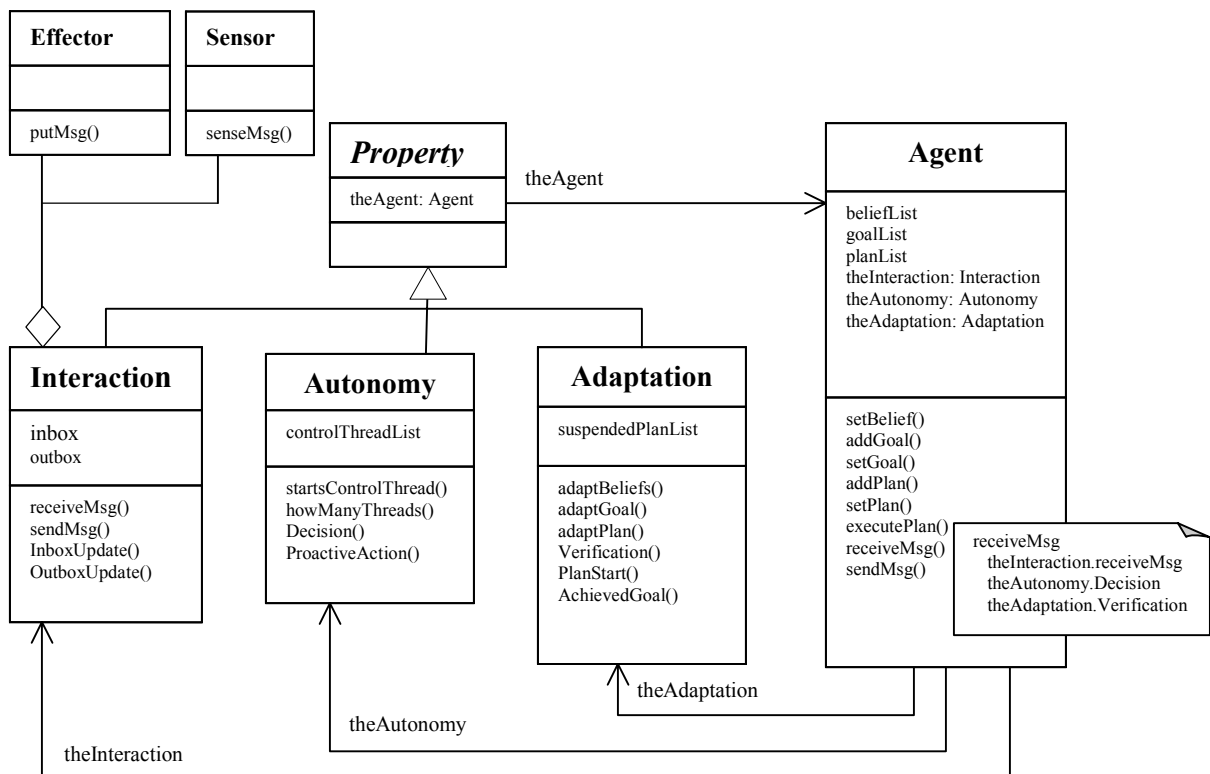 Effector
putMsg()
Sensor
senseMsg()
Property
theAgent: Agent
theAgent
Agent
beliefList
goalList
planList
theInteraction: Interaction
theAutonomy: Autonomy
theAdaptation: Adaptation
setBelief()
addGoal()
setGoal()
addPlan()
setPlan()
executePlan()
receiveMsg()
sendMsg()
receiveMsg
theInteraction.receiveMsg
theAutonomy.Decision
theAdaptation.Verification
Interaction
inbox
outbox
receiveMsg()
sendMsg()
InboxUpdate()
OutboxUpdate()
Autonomy
controlThreadList
startsControlThread()
howManyThreads()
Decision()
ProactiveAction()
Adaptation
suspendedPlanList
adaptBeliefs()
adaptGoal()
adaptPlan()
Verification()
PlanStart()
AchievedGoal()
theAdaptation
theAutonomy
theInteraction